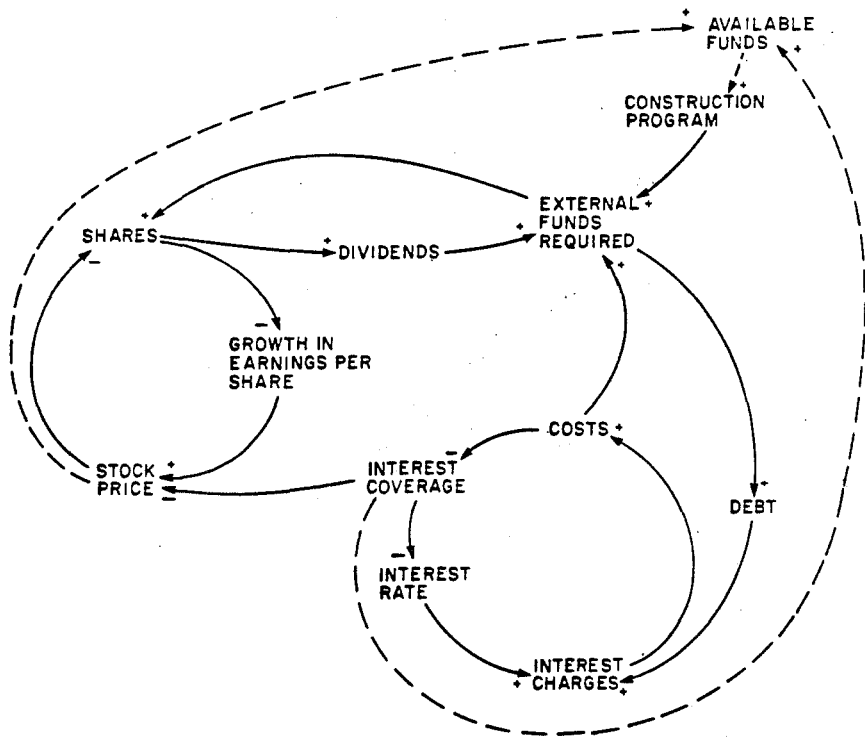 + AVAILABLE
FUNDS +
+
CONSTRUCTION
PROGRAM
EXTERNAL +
FUNDS
+ REQUIRED
+
+
SHARES
−
+
DIVIDENDS
−
GROWTH IN
EARNINGS PER
SHARE
COSTS +
−
INTEREST
COVERAGE
STOCK +
PRICE −
+
DEBT
−
INTEREST
RATE
INTEREST
+ CHARGES +